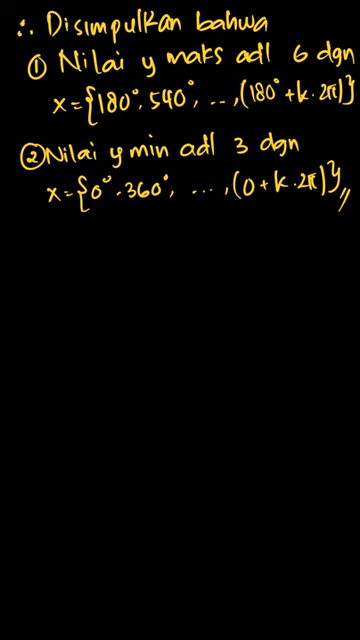 ∴ Disimpulkan bahwa
① Nilai y maks adl 6 dgn
x = {180°, 540°, ..., (180° + k · 2π)}
② Nilai y min adl 3 dgn
x = {0°, 360°, ..., (0 + k · 2π)}